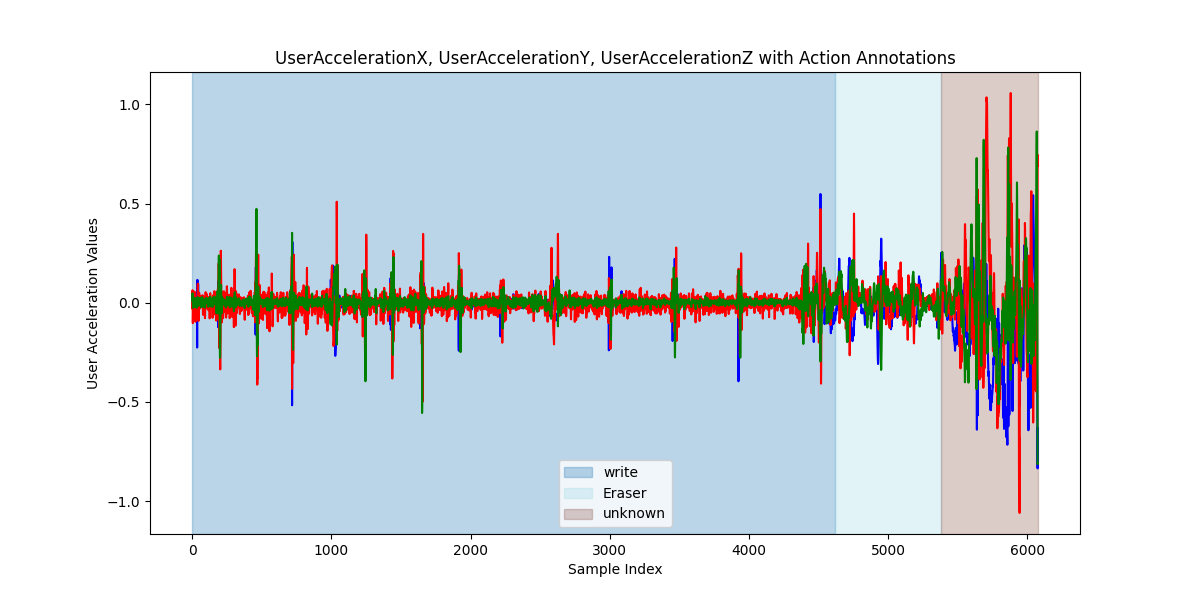 UserAccelerationX, UserAccelerationY, UserAccelerationZ with Action Annotations
User Acceleration Values
1.0
0.5
0.0
−0.5
−1.0
write
Eraser
unknown
0 1000 2000 3000 4000 5000 6000
Sample Index